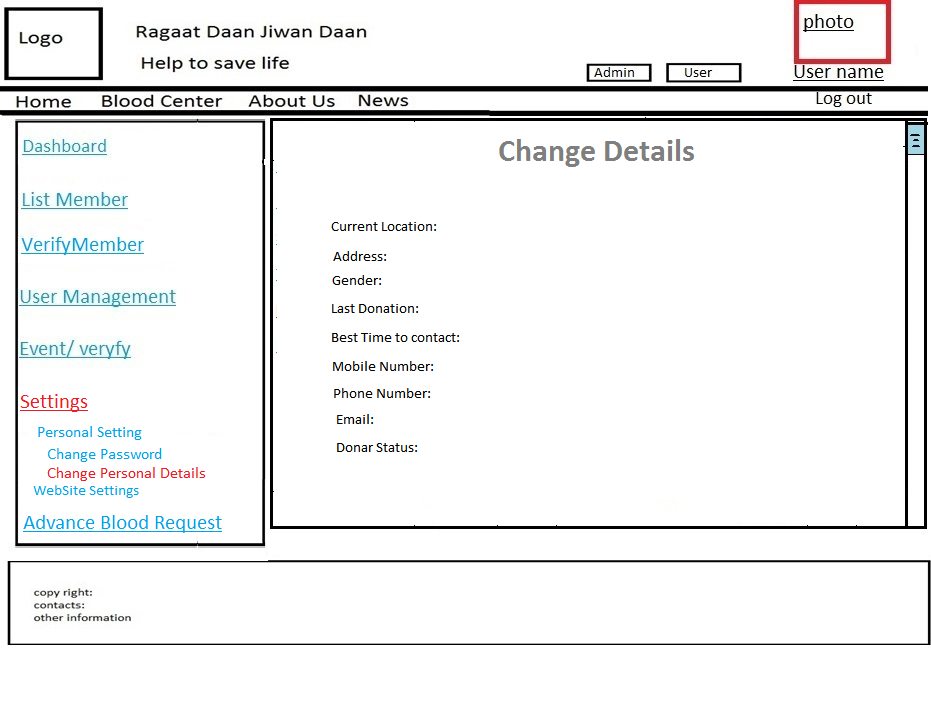 Logo
Ragaat Daan Jiwan Daan
Help to save life
Admin
User
photo
User name
Home Blood Center About Us News
Log out
Dashboard
List Member
VerifyMember
User Management
Event/ veryfy
Settings
Personal Setting
Change Password
Change Personal Details
WebSite Settings
Advance Blood Request
Change Details
Current Location:
Address:
Gender:
Last Donation:
Best Time to contact:
Mobile Number:
Phone Number:
Email:
Donar Status:
copy right:
contacts:
other information